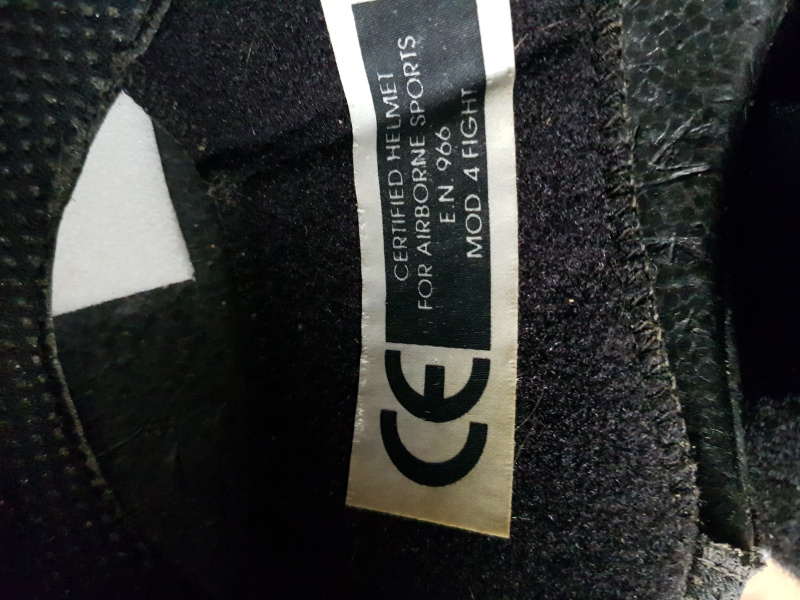 CERTIFIED HELMET
FOR AIRBORNE SPORTS
E.N 966
MOD 4 FIGHT
CE